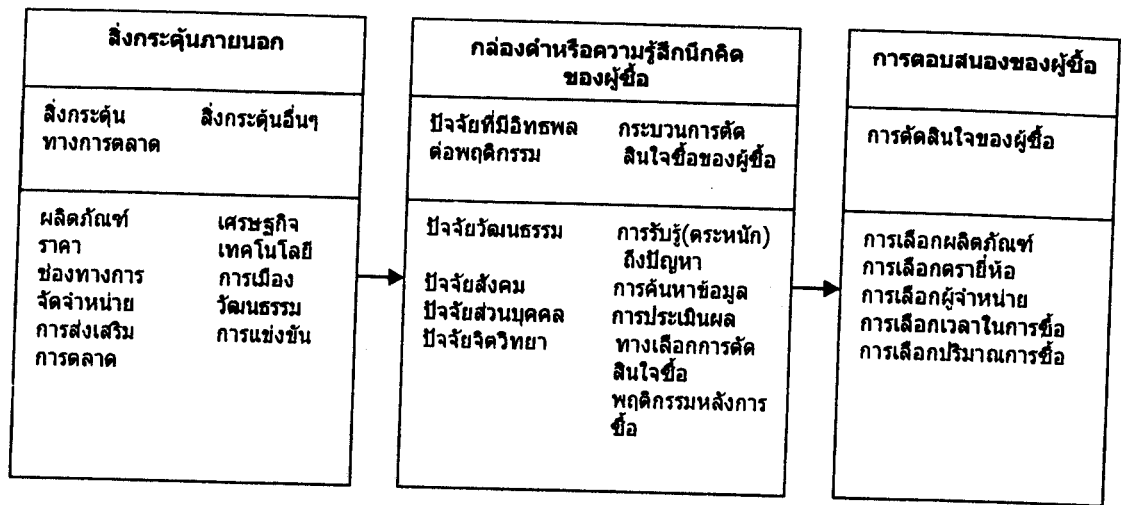 สิ่งกระตุ้นภายนอก
สิ่งกระตุ้น
ทางการตลาด
สิ่งกระตุ้นอื่นๆ
ผลิตภัณฑ์
ราคา
ช่องทางการ
จัดจำหน่าย
การส่งเสริม
การตลาด
เศรษฐกิจ
เทคโนโลยี
การเมือง
วัฒนธรรม
การแข่งขัน
กล่องดำหรือความรู้สึกนึกคิด
ของผู้ซื้อ
ปัจจัยที่มีอิทธพล
ต่อพฤติกรรม
กระบวนการตัด
สินใจซื้อของผู้ซื้อ
ปัจจัยวัฒนธรรม
ปัจจัยสังคม
ปัจจัยส่วนบุคคล
ปัจจัยจิตวิทยา
การรับรู้(ตระหนัก)
ถึงปัญหา
การค้นหาข้อมูล
การประเมินผล
ทางเลือกการตัด
สินใจซื้อ
พฤติกรรมหลังการ
ซื้อ
การตอบสนองของผู้ซื้อ
การตัดสินใจของผู้ซื้อ
การเลือกผลิตภัณฑ์
การเลือกตรายี่ห้อ
การเลือกผู้จำหน่าย
การเลือกเวลาในการซื้อ
การเลือกปริมาณการซื้อ